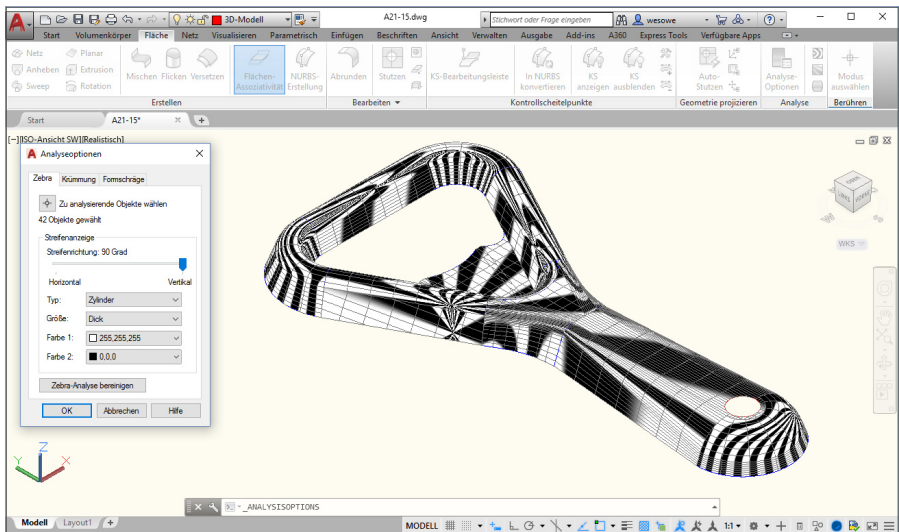 3D-Modell A21-15.dwg Stichwort oder Frage eingeben wesowe
Start Volumenkörper Fläche Netz Visualisieren Parametrisch Einfügen Beschriften Ansicht Verwalten Ausgabe Add-ins A360 Express Tools Verfügbare Apps
Netz Planar
Anheben Extrusion
Sweep Rotation
Mischen Flicken Versetzen
Flächen-
Assoziativität
NURBS-
Erstellung
Abrunden Stutzen KS-Bearbeitungsleiste
In NURBS
konvertieren
KS
anzeigen
KS
ausblenden
Auto-
Stutzen
Analyse-
Optionen
Modus
auswählen
Erstellen Bearbeiten Kontrollscheitelpunkte Geometrie projizieren Analyse Berühren
Start A21-15*
[−][ISO-Ansicht SW][Realistisch]
Analyseoptionen
Zebra Krümmung Formschräge
Zu analysierende Objekte wählen
42 Objekte gewählt
Streifenanzeige
Streifenrichtung: 90 Grad
Horizontal Vertikal
Typ: Zylinder
Größe: Dick
Farbe 1: 255,255,255
Farbe 2: 0,0,0
Zebra-Analyse bereinigen
OK Abbrechen Hilfe
WKS
Z
Y X
_ANALYSISOPTIONS
Modell Layout1 +
MODELL 1:1